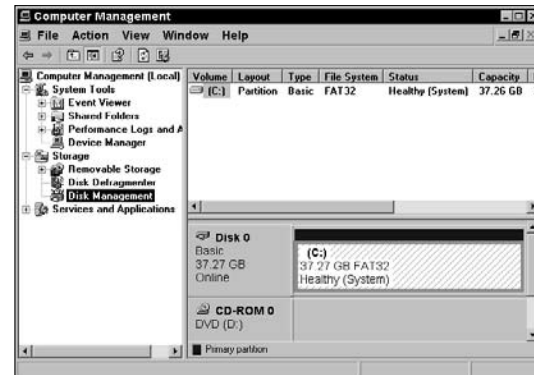 Computer Management
File Action View Window Help
Computer Management (Local)
System Tools
Event Viewer
Shared Folders
Performance Logs and A
Device Manager
Storage
Removable Storage
Disk Defragmenter
Disk Management
Services and Applications
Volume Layout Type File System Status Capacity
(C:) Partition Basic FAT32 Healthy (System) 37.26 GB
Disk 0
Basic
37.27 GB
Online
(C:)
37.27 GB FAT32
Healthy (System)
CD-ROM 0
DVD (D:)
Primary partition